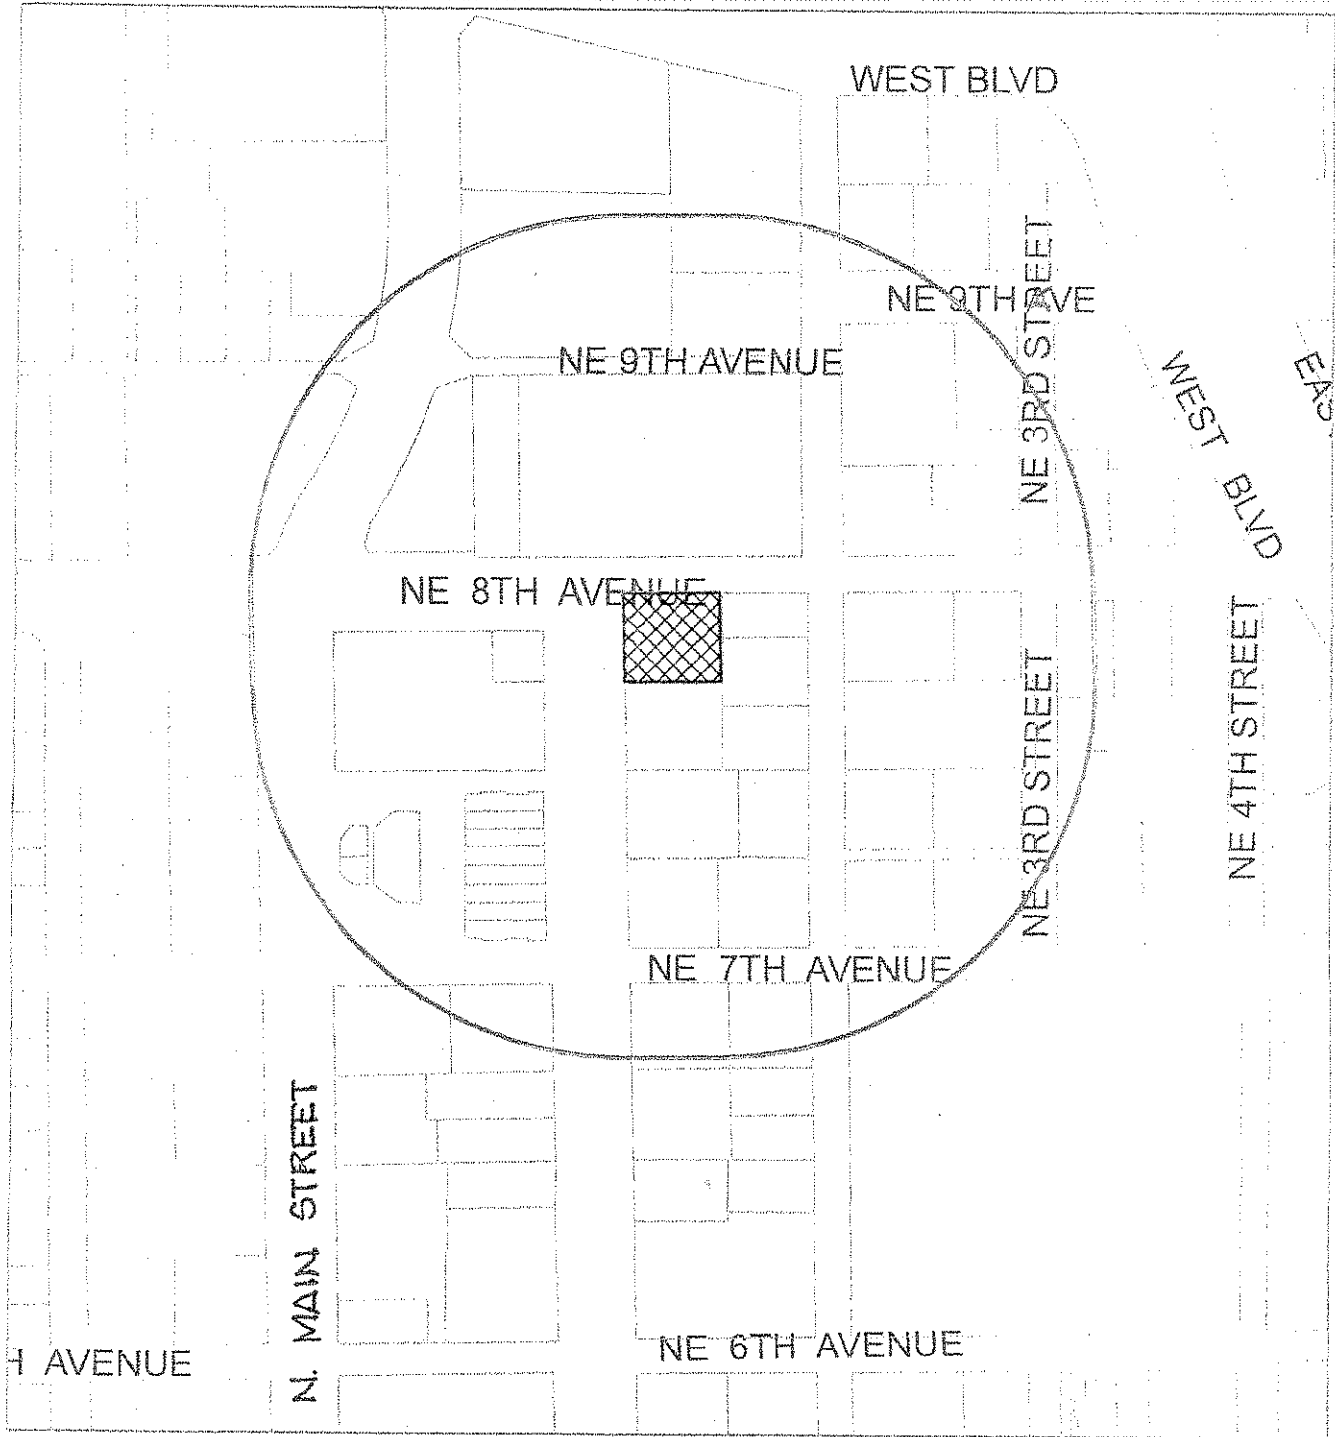 WEST BLVD
NE 9TH AVE
NE 3RD STREET
NE 9TH AVENUE
WEST BLVD
EAS
NE 8TH AVENUE
NE 4TH STREET
NE 3RD STREET
NE 7TH AVENUE
N. MAIN STREET
NE 6TH AVENUE
H AVENUE